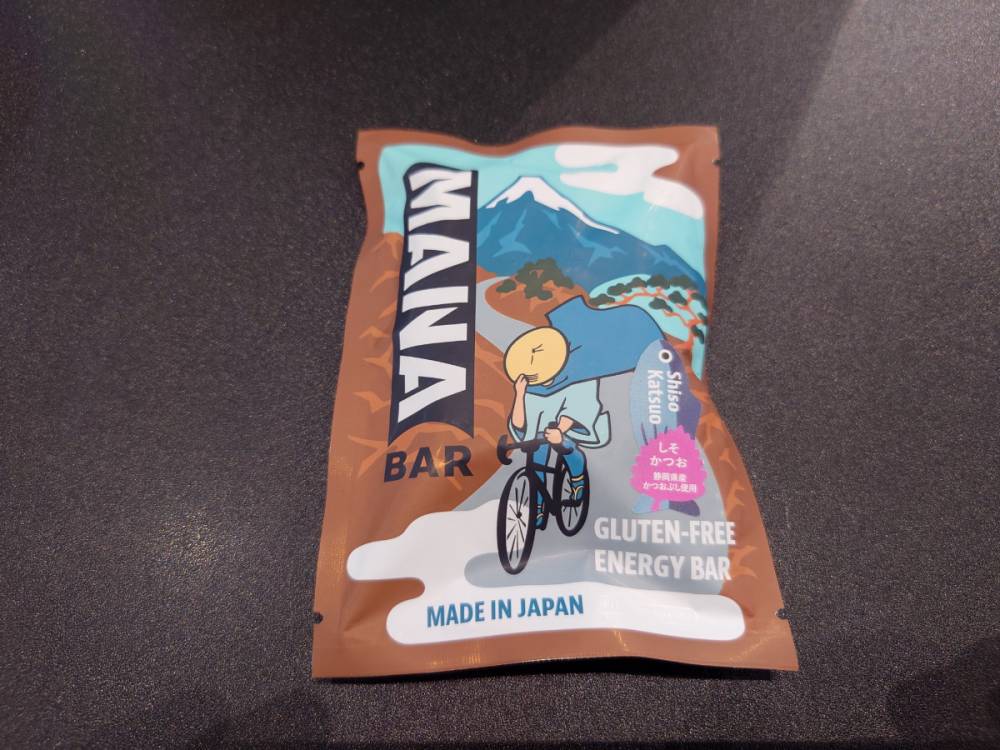 MAINA
BAR
Shiso
Katsuo
しそ
かつお
静岡県産
かつおぶし使用
GLUTEN-FREE
ENERGY BAR
MADE IN JAPAN